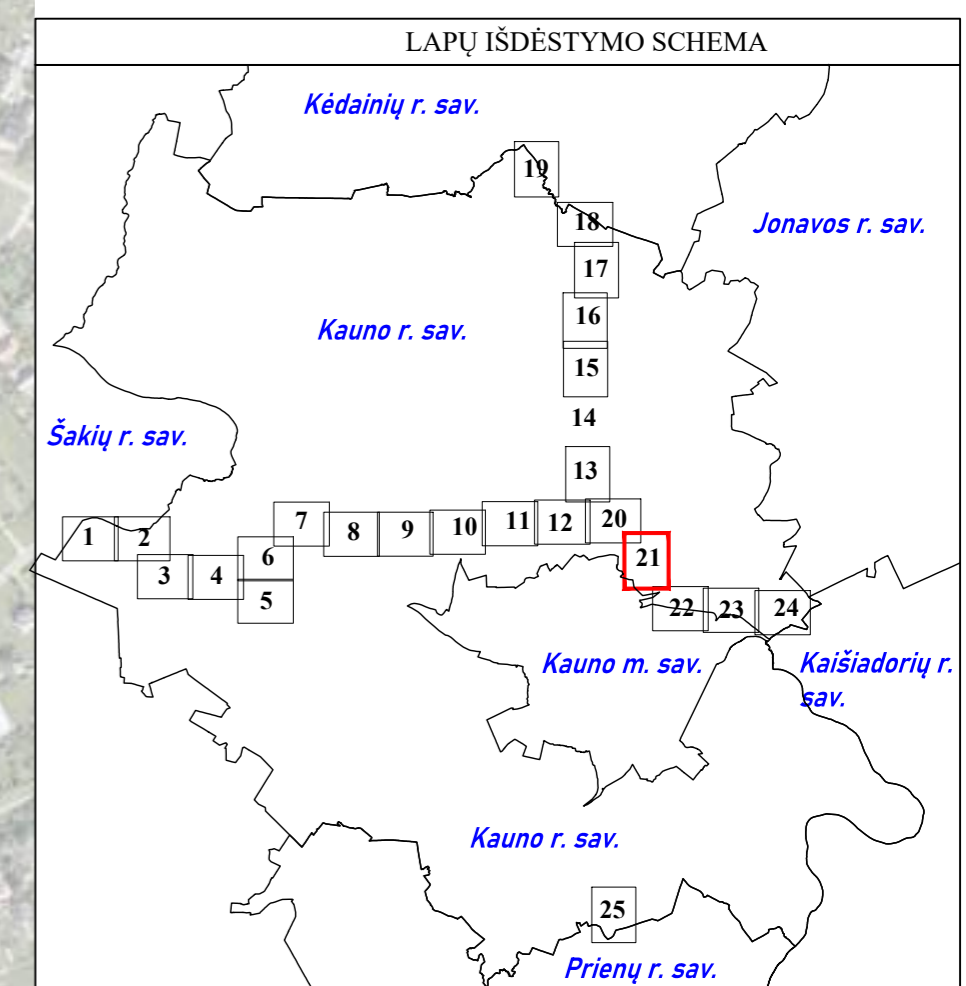 LAPŲ IŠDĖSTYMO SCHEMA
Kėdainių r. sav.
19
18
Jonavos r. sav.
17
16
Kauno r. sav.
15
14
Šakių r. sav.
13
1
2
7
8
9
10
11
12
20
6
21
3
4
5
22
23
24
Kauno m. sav.
Kaišiadorių r.
sav.
Kauno r. sav.
25
Prienų r. sav.